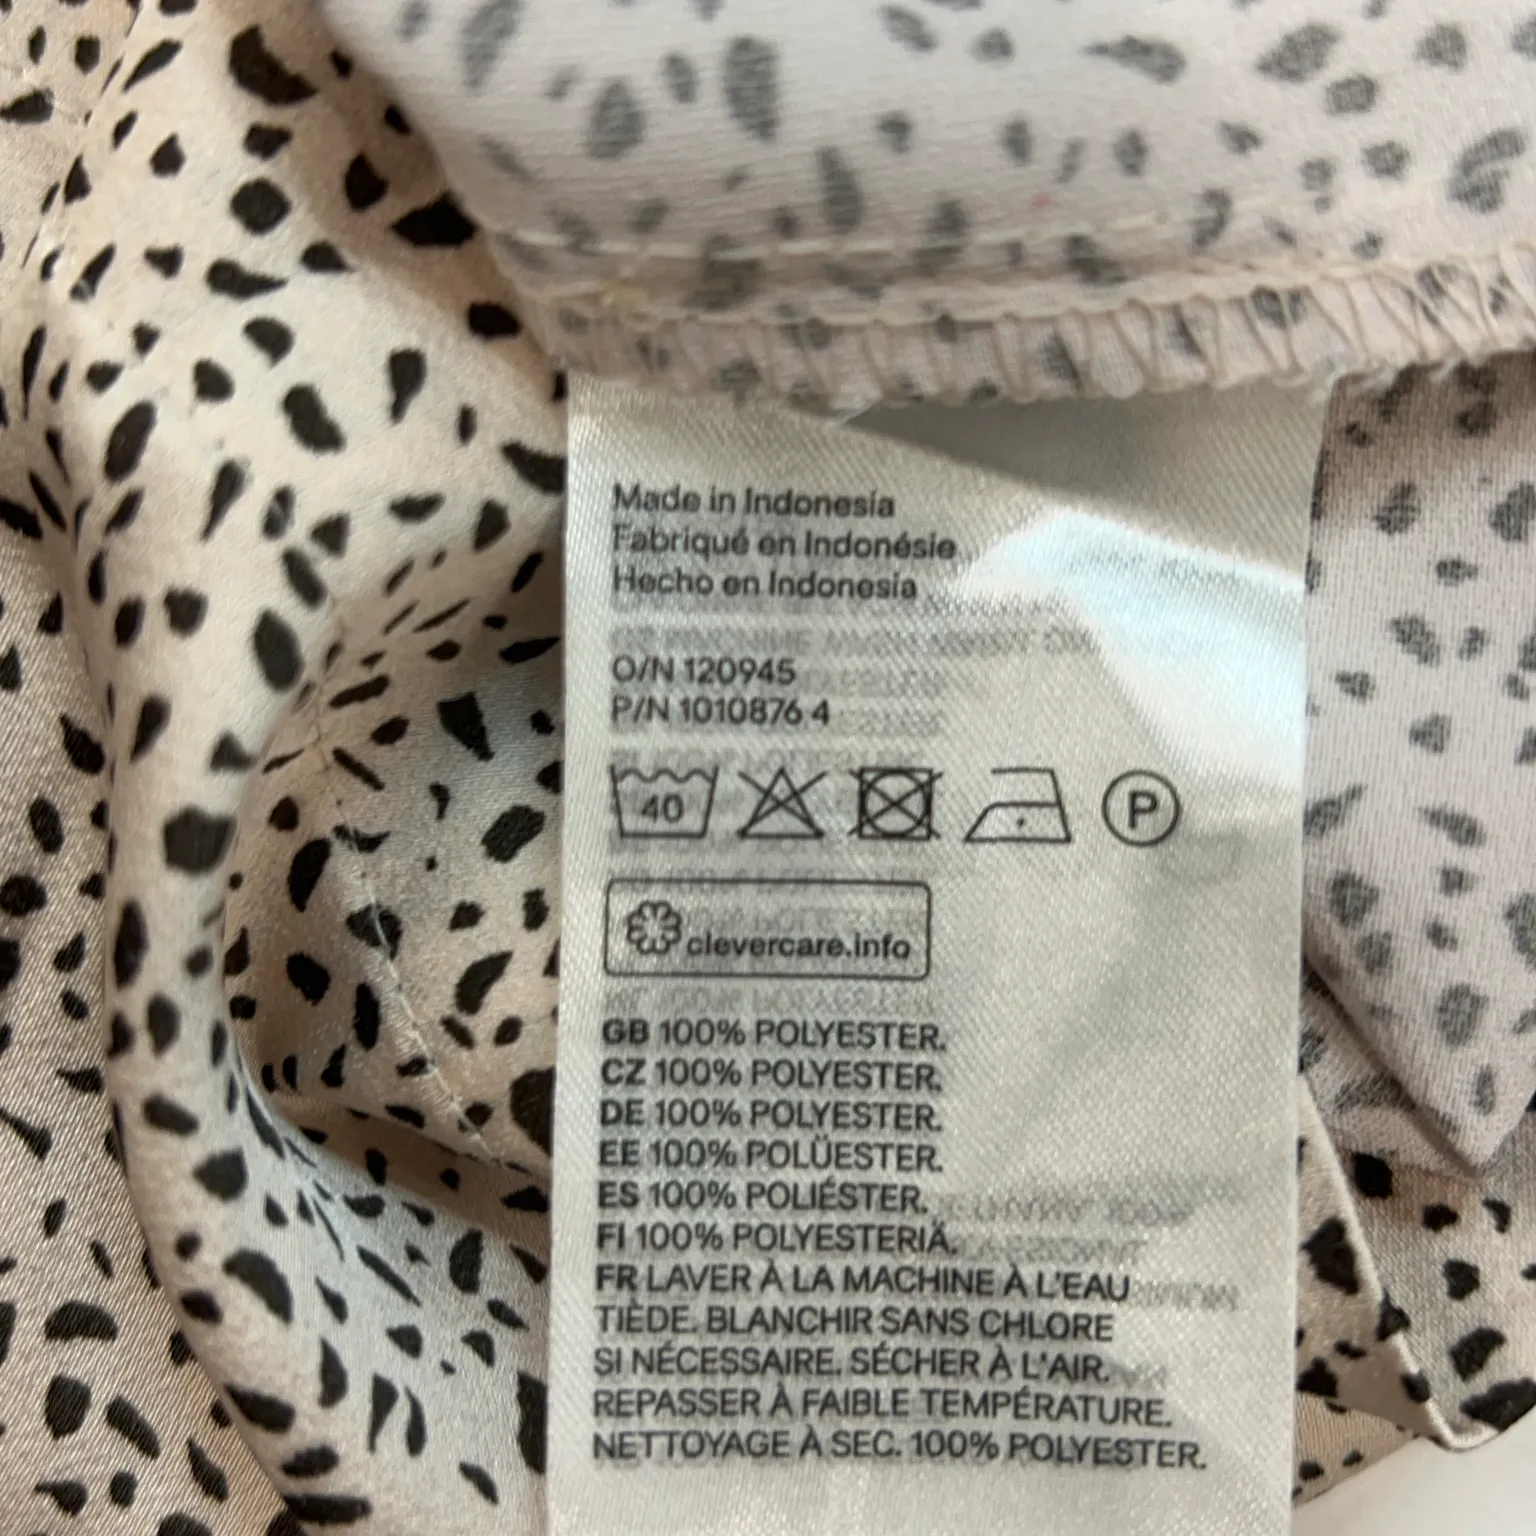 Made in Indonesia
Fabriqué en Indonésie
Hecho en Indonesia
O/N 120945
P/N 1010876 4
40 P
clevercare.info
GB 100% POLYESTER.
CZ 100% POLYESTER.
DE 100% POLYESTER.
EE 100% POLÜESTER.
ES 100% POLIÉSTER.
FI 100% POLYESTERIÄ.
FR LAVER À LA MACHINE À L'EAU
TIÈDE. BLANCHIR SANS CHLORE
SI NÉCESSAIRE. SÉCHER À L'AIR.
REPASSER À FAIBLE TEMPÉRATURE.
NETTOYAGE À SEC. 100% POLYESTER.